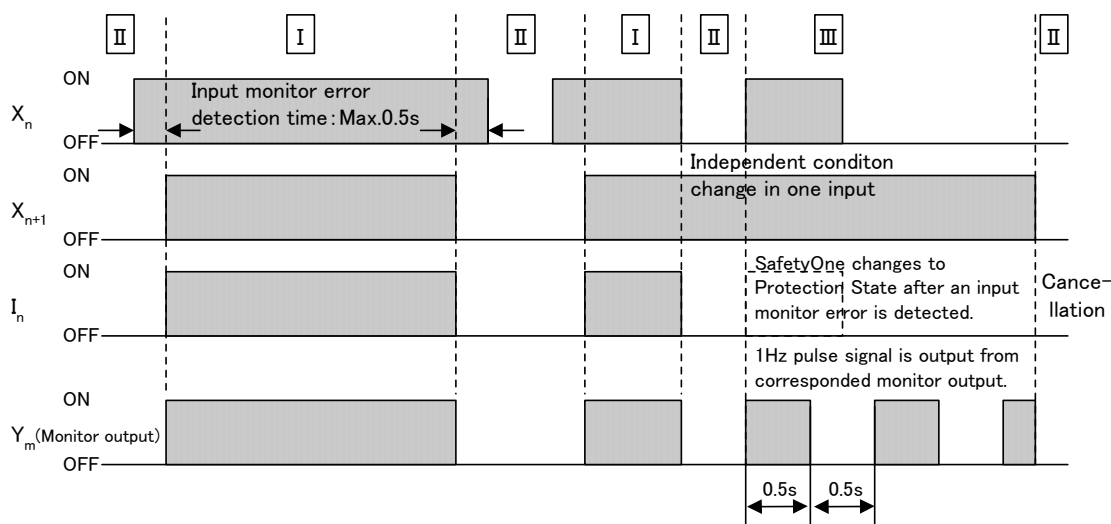 Ⅱ Ⅰ Ⅱ Ⅰ Ⅱ Ⅲ Ⅱ
ON
Xn
OFF
Input monitor error
detection time:Max.0.5s
ON
Xn+1
OFF
Independent conditon
change in one input
ON
In
OFF
SafetyOne changes to
Protection State after an input
monitor error is detected.
Cance-
llation
1Hz pulse signal is output from
corresponded monitor output.
ON
Ym(Monitor output)
OFF
0.5s 0.5s